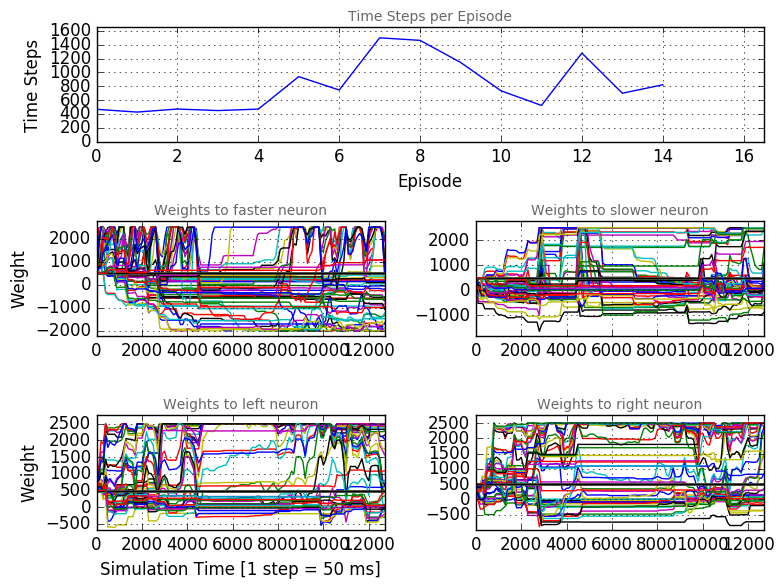 Time Steps per Episode
1600
1400
1200
1000
800
600
400
200
0
Time Steps
0 2 4 6 8 10 12 14 16
Episode
Weights to faster neuron
2000
1000
0
−1000
−2000
Weight
0 2000 4000 6000 8000 10000 12000
Weights to slower neuron
2000
1000
0
−1000
0 2000 4000 6000 8000 10000 12000
Weights to left neuron
2500
2000
1500
1000
500
0
−500
Weight
0 2000 4000 6000 8000 10000 12000
Simulation Time [1 step = 50 ms]
Weights to right neuron
2500
2000
1500
1000
500
0
−500
0 2000 4000 6000 8000 10000 12000